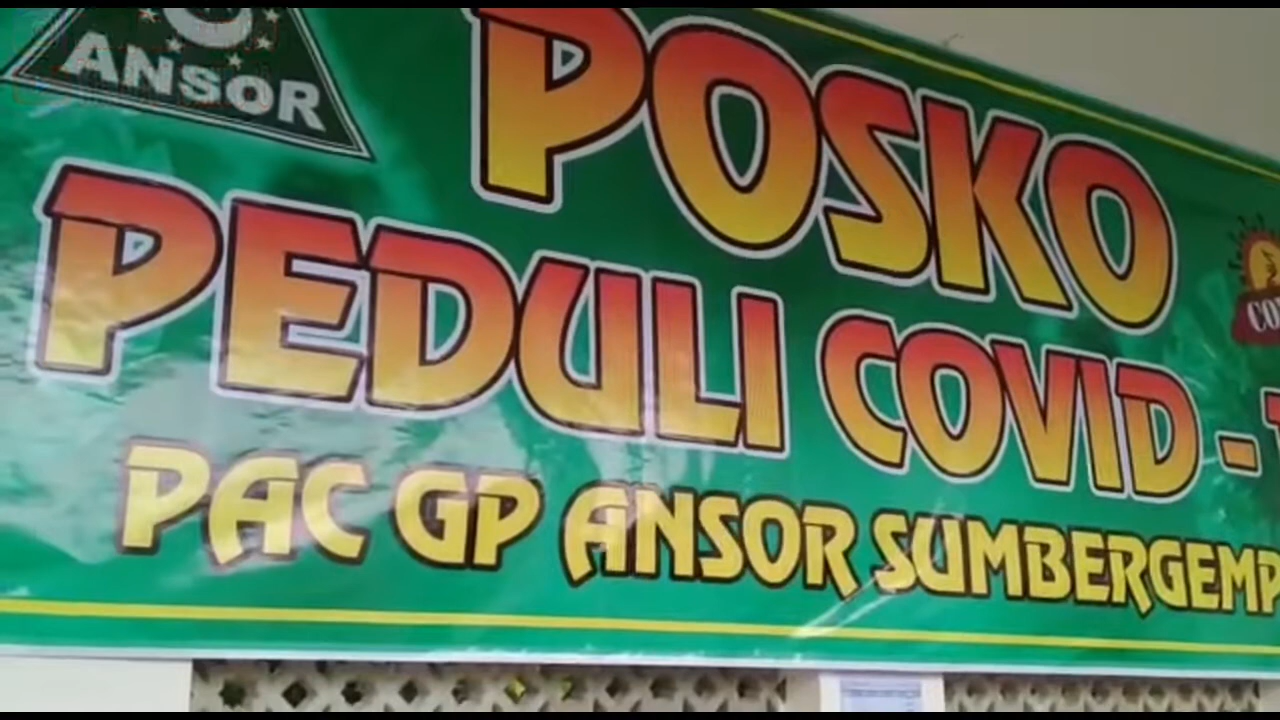 ANSOR
POSKO
PEDULI COVID -
PAC GP ANSOR SUMBERGEMP